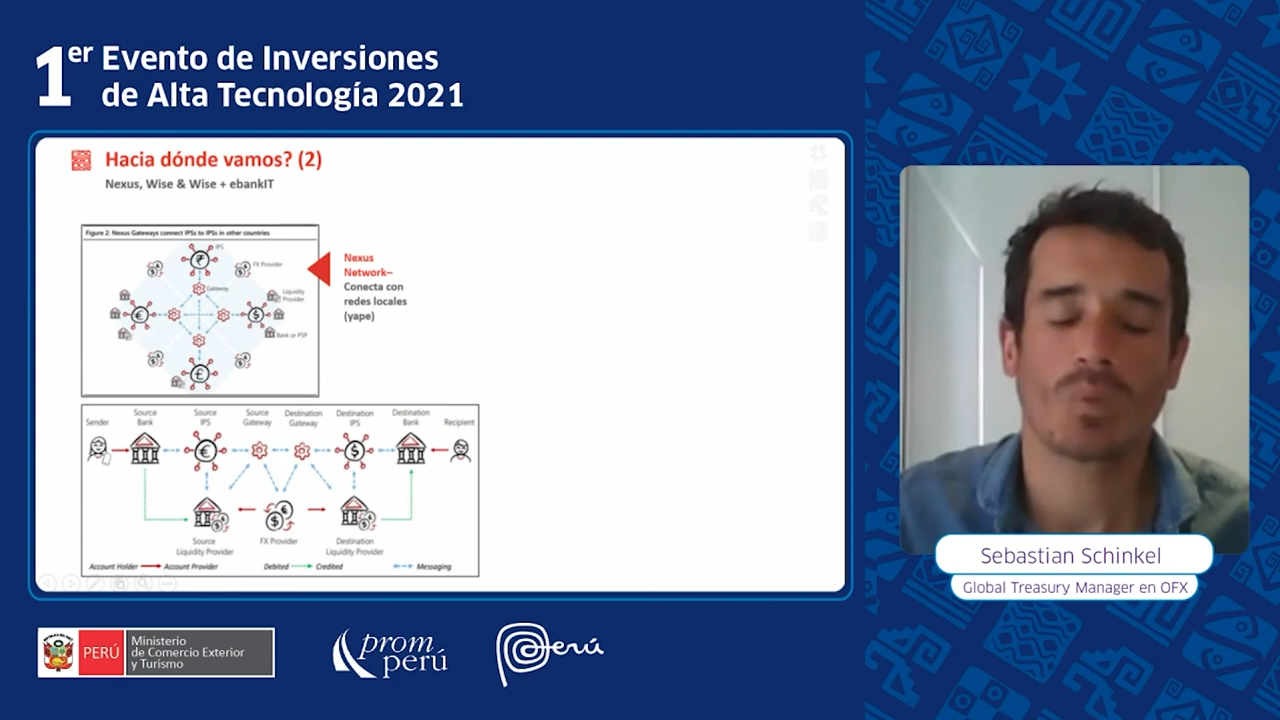 1er Evento de Inversiones
de Alta Tecnología 2021
Hacia dónde vamos? (2)
Nexus, Wise & Wise + ebankIT
Figure 2: Nexus Gateways connect IPSs to IPSs in other countries
IPS
FX Provider
Gateway
Liquidity
Provider
Bank or PSP
Nexus
Network–
Conecta con
redes locales
(yape)
Sender
Source
Bank
Source
IPS
Source
Gateway
Destination
Gateway
Destination
IPS
Destination
Bank
Recipient
Source
Liquidity Provider
FX Provider
Destination
Liquidity Provider
Account Holder
Account Provider
Debited
Credited
Messaging
Sebastian Schinkel
Global Treasury Manager en OFX
PERÚ
Ministerio
de Comercio Exterior
y Turismo
prom
perú
Perú